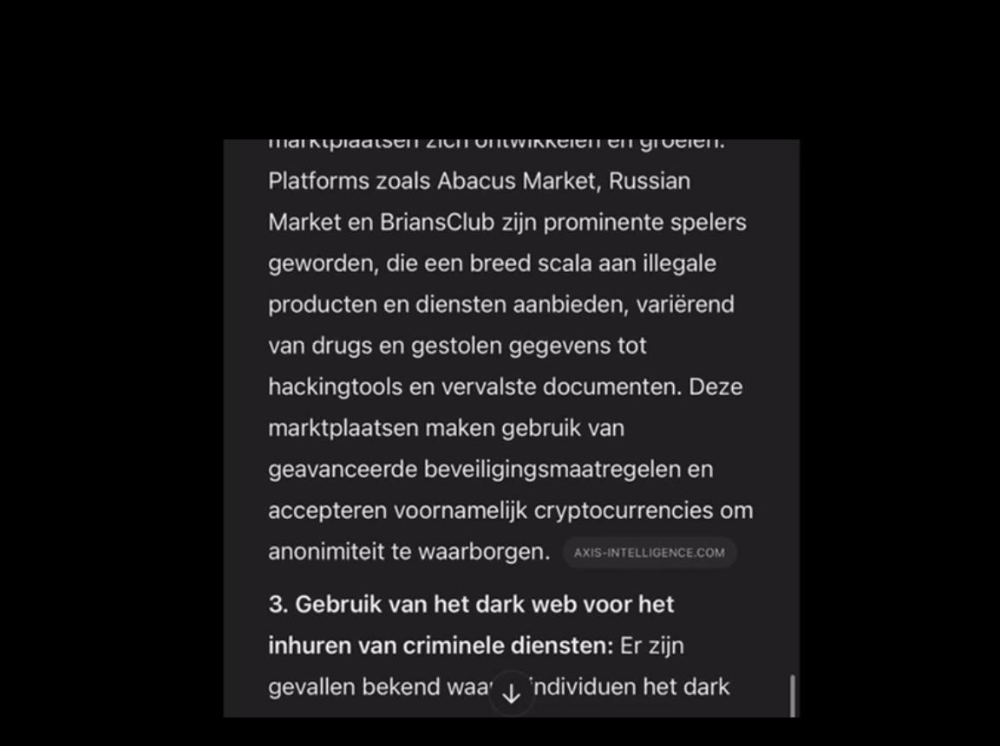 marktplaatsen zich ontwikkelen en groeien.
Platforms zoals Abacus Market, Russian
Market en BriansClub zijn prominente spelers
geworden, die een breed scala aan illegale
producten en diensten aanbieden, variërend
van drugs en gestolen gegevens tot
hackingtools en vervalste documenten. Deze
marktplaatsen maken gebruik van
geavanceerde beveiligingsmaatregelen en
accepteren voornamelijk cryptocurrencies om
anonimiteit te waarborgen. AXIS-INTELLIGENCE.COM
3. Gebruik van het dark web voor het
inhuren van criminele diensten: Er zijn
gevallen bekend het dark